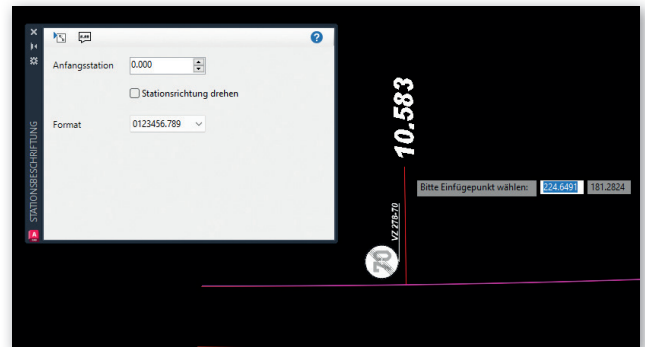 Anfangsstation 0.000
Stationsrichtung drehen
Format 0123456.789
STATIONSBESCHRIFTUNG
10.583
Bitte Einfügepunkt wählen: 224.6491 181.2824
VZ 278-70
70